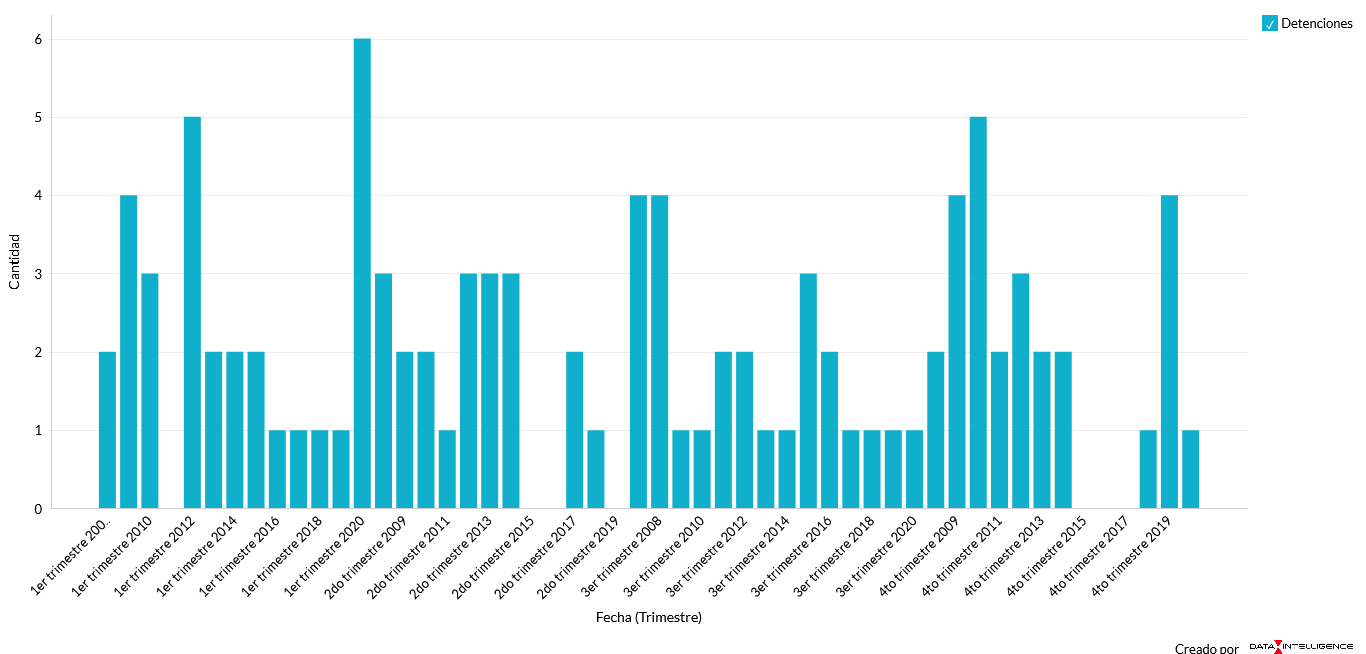 Detenciones
6
5
4
3
2
1
0
Cantidad
1er trimestre 200..
1er trimestre 2010
1er trimestre 2012
1er trimestre 2014
1er trimestre 2016
1er trimestre 2018
1er trimestre 2020
2do trimestre 2009
2do trimestre 2011
2do trimestre 2013
2do trimestre 2015
2do trimestre 2017
2do trimestre 2019
3er trimestre 2008
3er trimestre 2010
3er trimestre 2012
3er trimestre 2014
3er trimestre 2016
3er trimestre 2018
3er trimestre 2020
4to trimestre 2009
4to trimestre 2011
4to trimestre 2013
4to trimestre 2015
4to trimestre 2017
4to trimestre 2019
Fecha (Trimestre)
Creado por DATA INTELLIGENCE